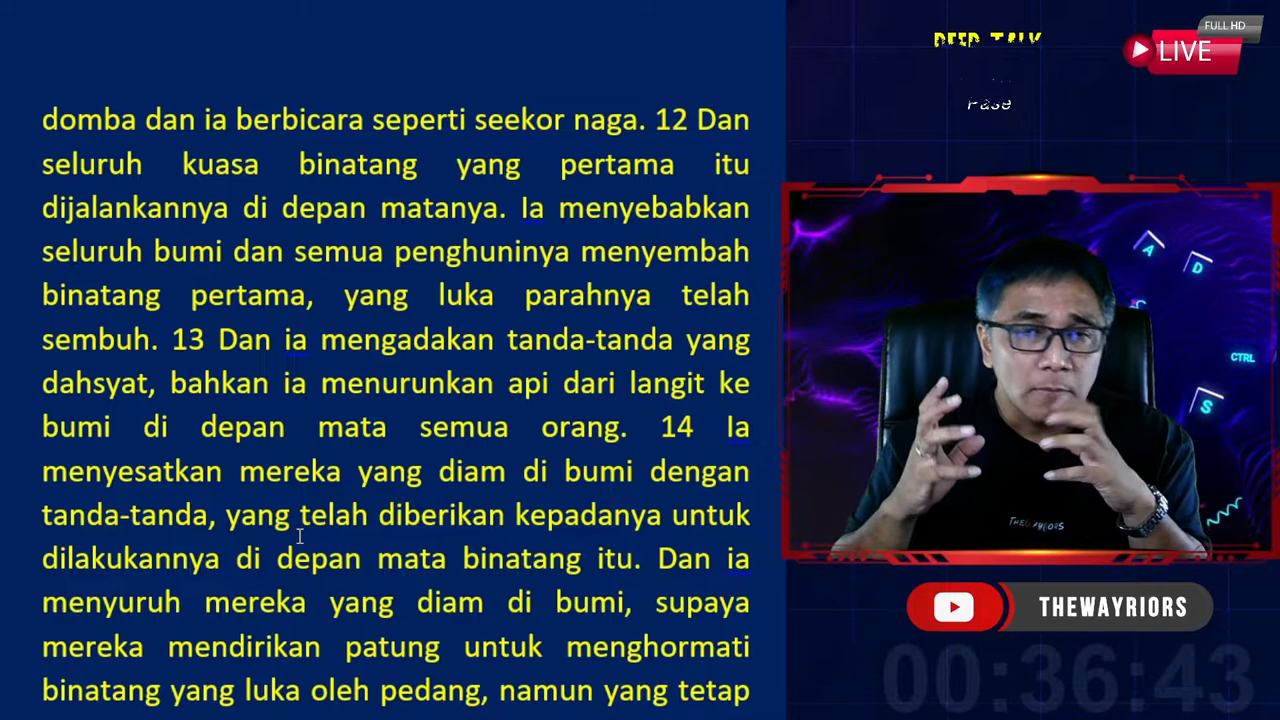 domba dan ia berbicara seperti seekor naga. 12 Dan
seluruh kuasa binatang yang pertama itu
dijalankannya di depan matanya. Ia menyebabkan
seluruh bumi dan semua penghuninya menyembah
binatang pertama, yang luka parahnya telah
sembuh. 13 Dan ia mengadakan tanda-tanda yang
dahsyat, bahkan ia menurunkan api dari langit ke
bumi di depan mata semua orang. 14 Ia
menyesatkan mereka yang diam di bumi dengan
tanda-tanda, yang telah diberikan kepadanya untuk
dilakukannya di depan mata binatang itu. Dan ia
menyuruh mereka yang diam di bumi, supaya
mereka mendirikan patung untuk menghormati
binatang yang luka oleh pedang, namun yang tetap
DEEP TALK
FULL HD
LIVE
A
D
C
CTRL
S
THEWAYRIORS
THEWAYRIORS
00:36:43